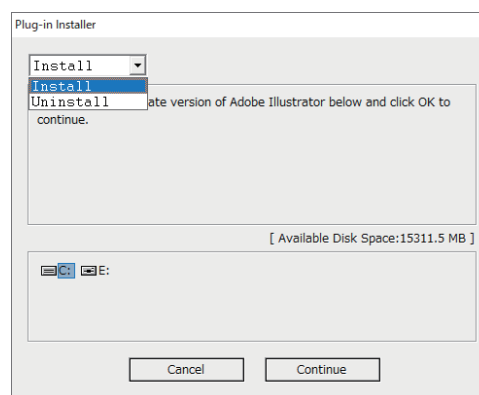 Plug-in Installer
Install
Install
Uninstall
ate version of Adobe Illustrator below and click OK to
continue.
[ Available Disk Space:15311.5 MB ]
C: E:
Cancel Continue